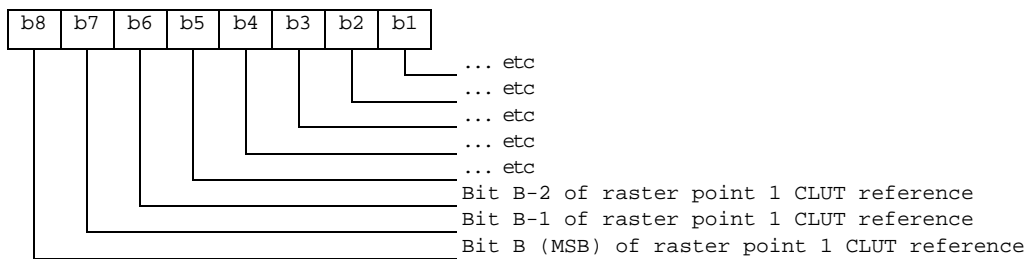 b8 b7 b6 b5 b4 b3 b2 b1
... etc
... etc
... etc
... etc
... etc
Bit B-2 of raster point 1 CLUT reference
Bit B-1 of raster point 1 CLUT reference
Bit B (MSB) of raster point 1 CLUT reference